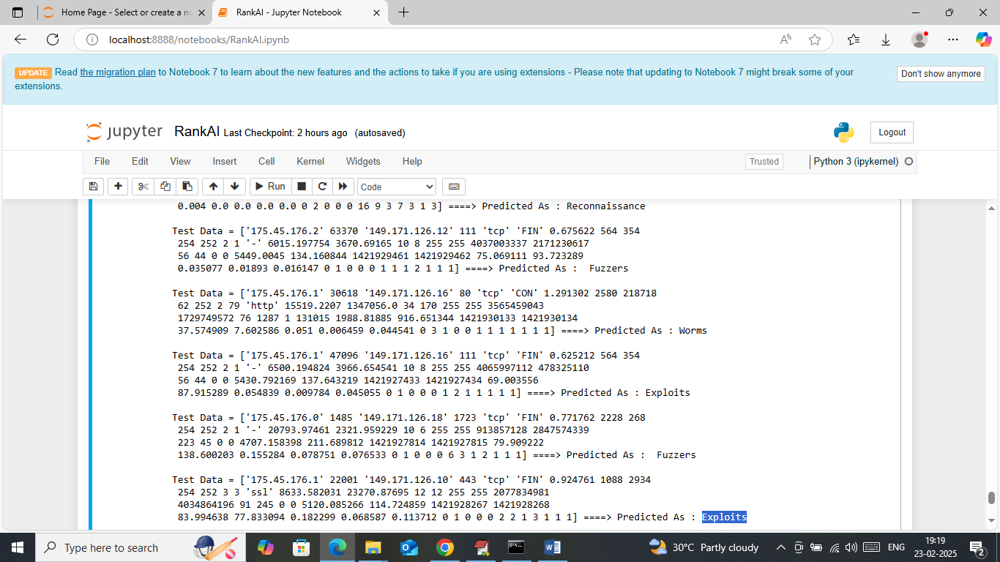 Home Page - Select or create a n
RankAI - Jupyter Notebook
localhost:8888/notebooks/RankAI.ipynb
UPDATE Read the migration plan to Notebook 7 to learn about the new features and the actions to take if you are using extensions - Please note that updating to Notebook 7 might break some of your
extensions.
Don't show anymore
jupyter RankAI Last Checkpoint: 2 hours ago (autosaved)
Logout
File Edit View Insert Cell Kernel Widgets Help
Trusted
Python 3 (ipykernel)
Run
Code
0.004 0.0 0.0 0.0 0.0 0 2 0 0 0 16 9 3 7 3 1 3] ====> Predicted As : Reconnaissance
Test Data = ['175.45.176.2' 63370 '149.171.126.12' 111 'tcp' 'FIN' 0.675622 564 354
254 252 2 1 '-' 6015.197754 3670.69165 10 8 255 255 4037003337 2171230617
56 44 0 0 5449.0045 134.160844 1421929461 1421929462 75.069111 93.723289
0.035077 0.01893 0.016147 0 1 0 0 0 1 1 1 2 1 1 1] ====> Predicted As :  Fuzzers
Test Data = ['175.45.176.1' 30618 '149.171.126.16' 80 'tcp' 'CON' 1.291302 2580 218718
62 252 2 79 'http' 15519.2207 1347056.0 34 170 255 255 3565459043
1729749572 76 1287 1 131015 1988.81885 916.651344 1421930133 1421930134
37.574909 7.602586 0.051 0.006459 0.044541 0 3 1 0 0 1 1 1 1 1 1 1] ====> Predicted As : Worms
Test Data = ['175.45.176.1' 47096 '149.171.126.16' 111 'tcp' 'FIN' 0.625212 564 354
254 252 2 1 '-' 6500.194824 3966.654541 10 8 255 255 4065997112 478325110
56 44 0 0 5430.792169 137.643219 1421927433 1421927434 69.003556
87.915289 0.054839 0.009784 0.045055 0 1 0 0 0 1 2 1 1 1 1 1] ====> Predicted As : Exploits
Test Data = ['175.45.176.0' 1485 '149.171.126.18' 1723 'tcp' 'FIN' 0.771762 2228 268
254 252 2 1 '-' 20793.97461 2321.959229 10 6 255 255 913857128 2847574339
223 45 0 0 4707.158398 211.689812 1421927814 1421927815 79.909222
138.600203 0.155284 0.078751 0.076533 0 1 0 0 0 6 3 1 2 1 1 1] ====> Predicted As :  Fuzzers
Test Data = ['175.45.176.1' 22001 '149.171.126.10' 443 'tcp' 'FIN' 0.924761 1088 2934
254 252 3 3 'ssl' 8633.582031 23270.87695 12 12 255 255 2077834981
4034864196 91 245 0 0 5120.085266 114.724859 1421928267 1421928268
83.994638 77.833094 0.182299 0.068587 0.113712 0 1 0 0 0 2 2 1 3 1 1 1] ====> Predicted As : Exploits
Type here to search
30°C Partly cloudy
ENG
19:19
23-02-2025
2